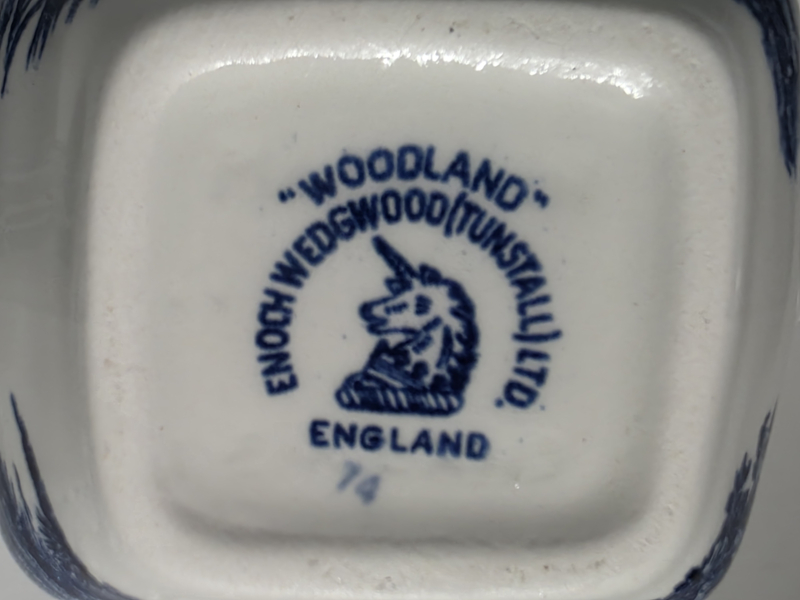 "WOODLAND"
ENOCH WEDGWOOD (TUNSTALL) LTD.
ENGLAND
74